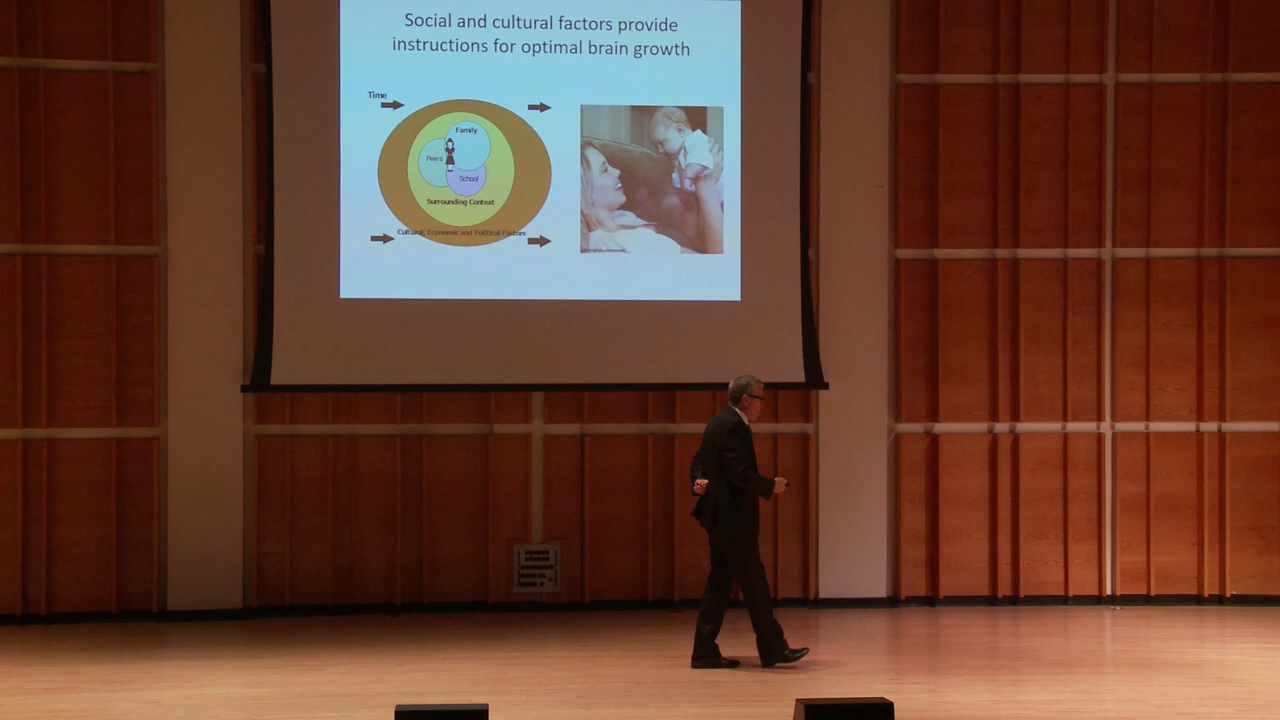 Social and cultural factors provide
instructions for optimal brain growth
Time
Family
Peers
School
Surrounding Context
Cultural, Economic and Political Factors